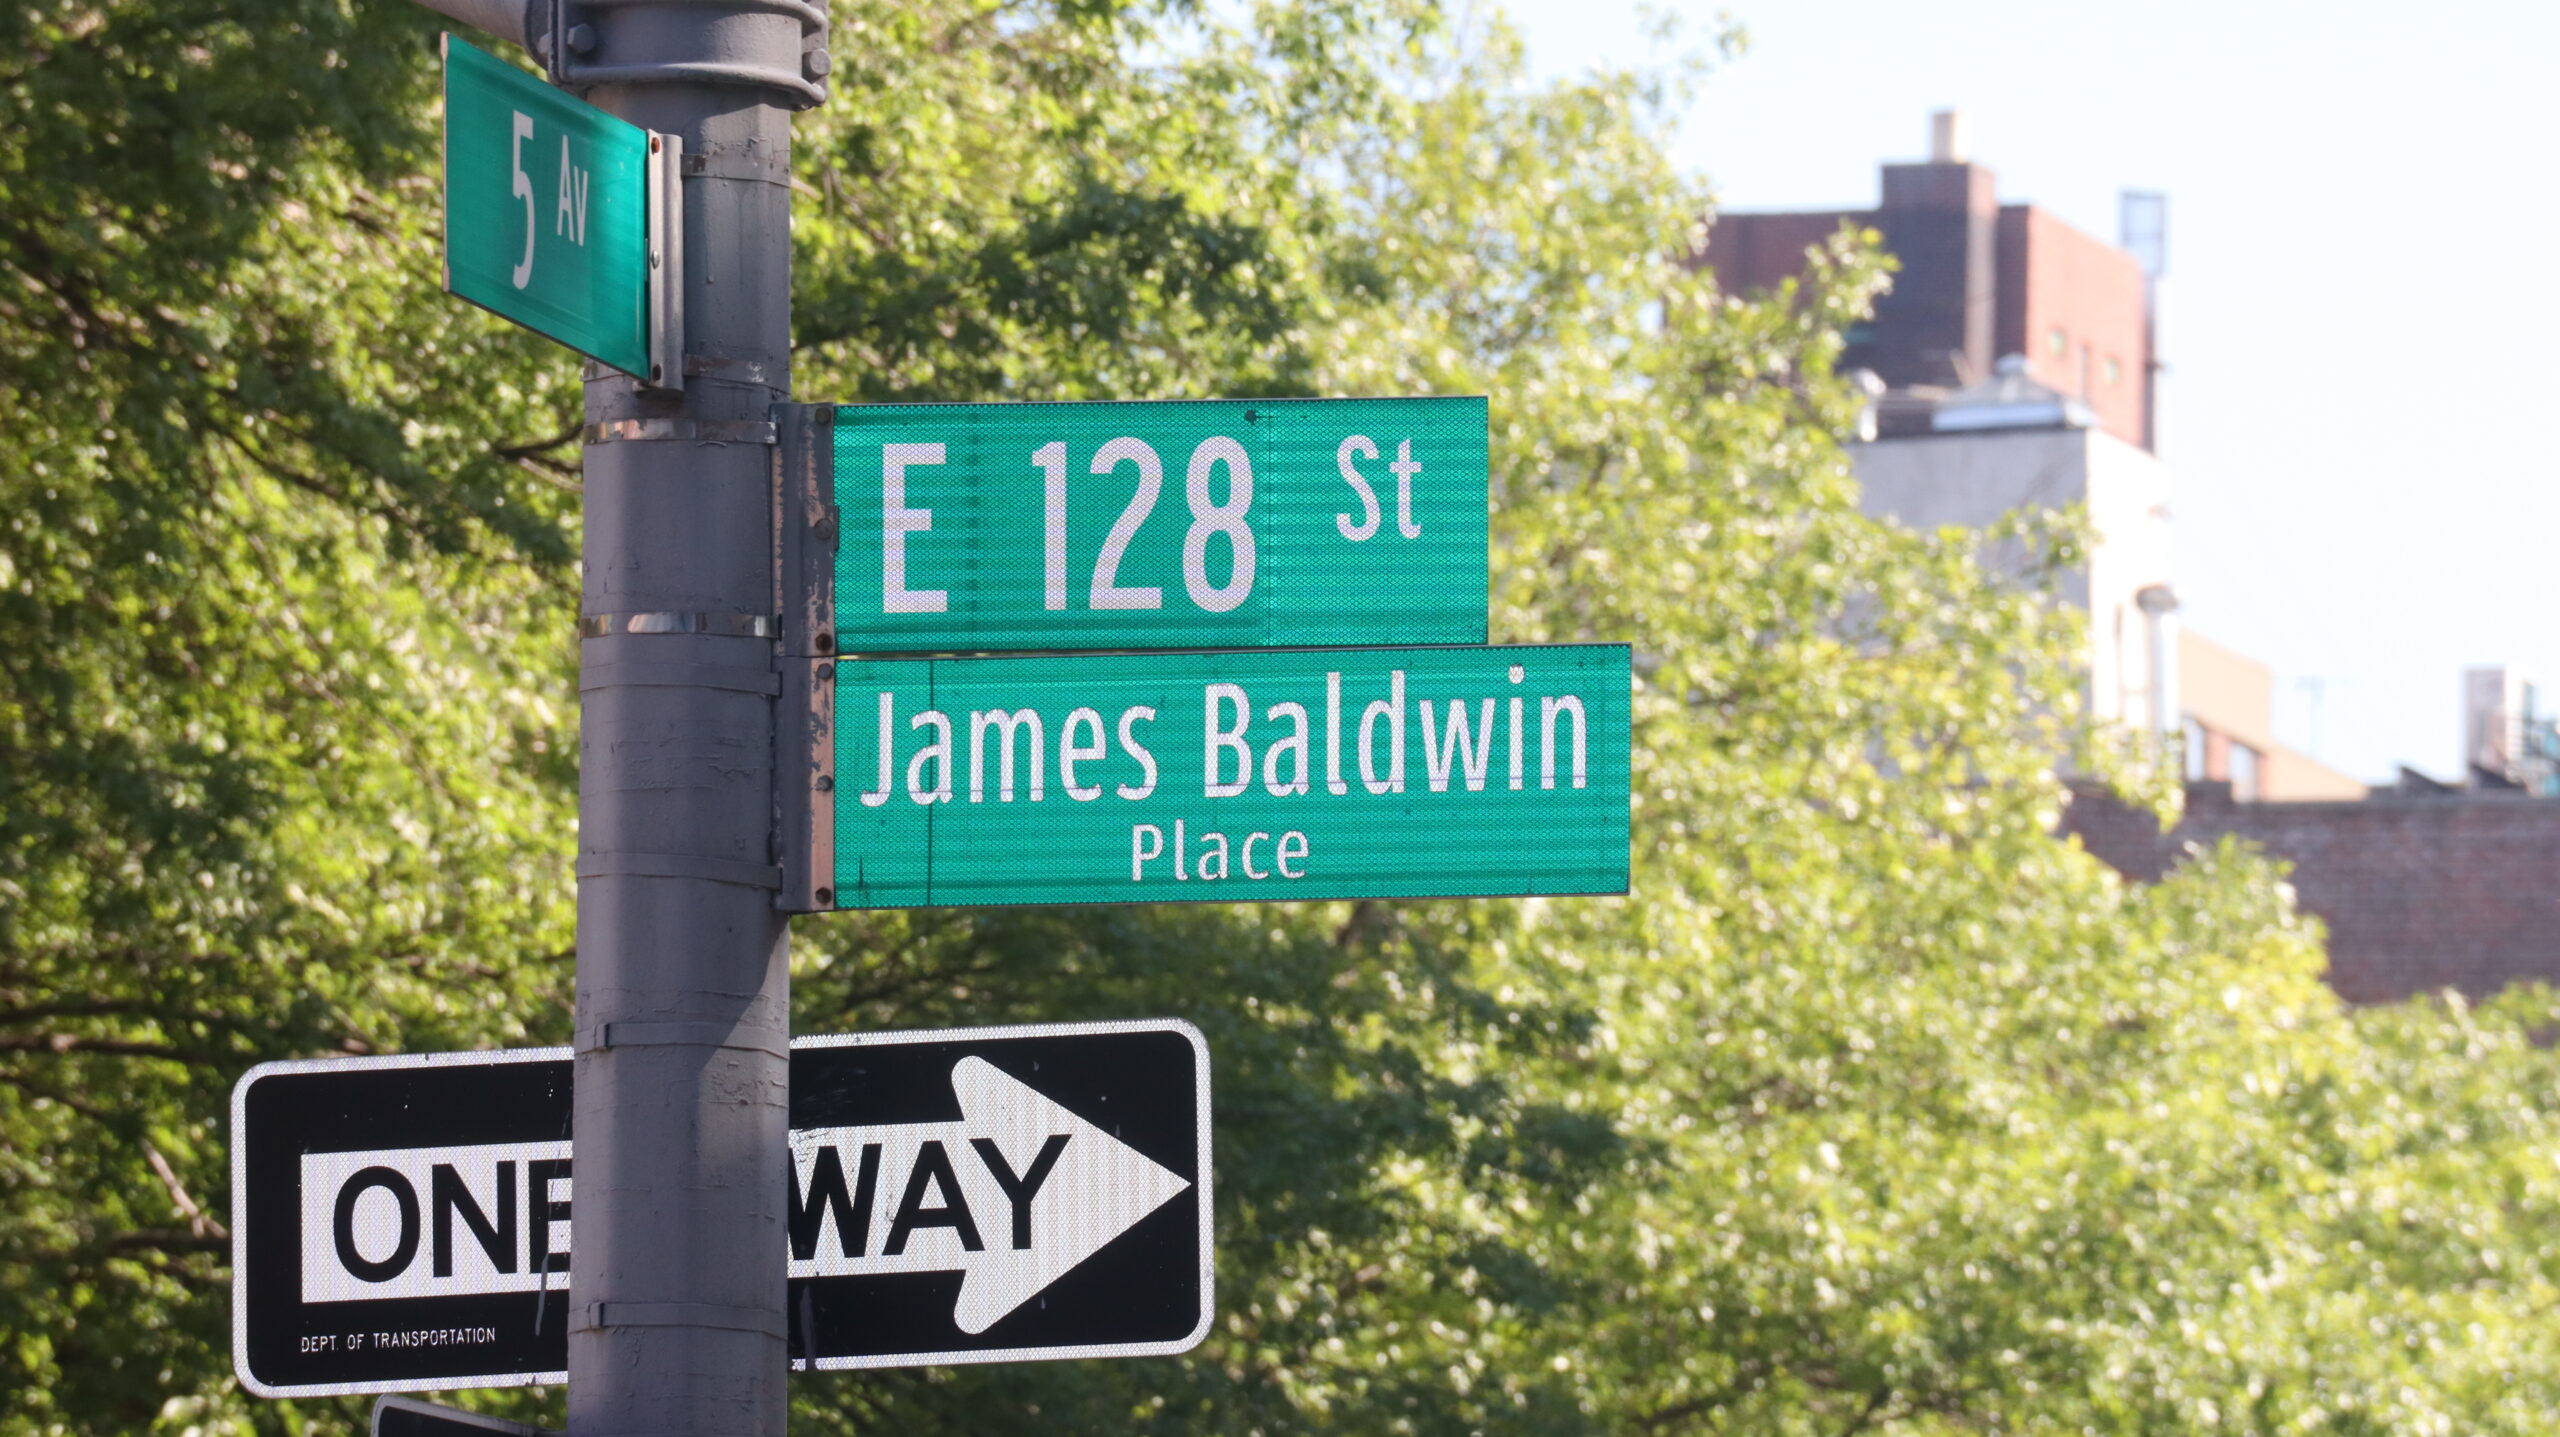 5 Av
E 128 St
James Baldwin
Place
ONE WAY
DEPT. OF TRANSPORTATION